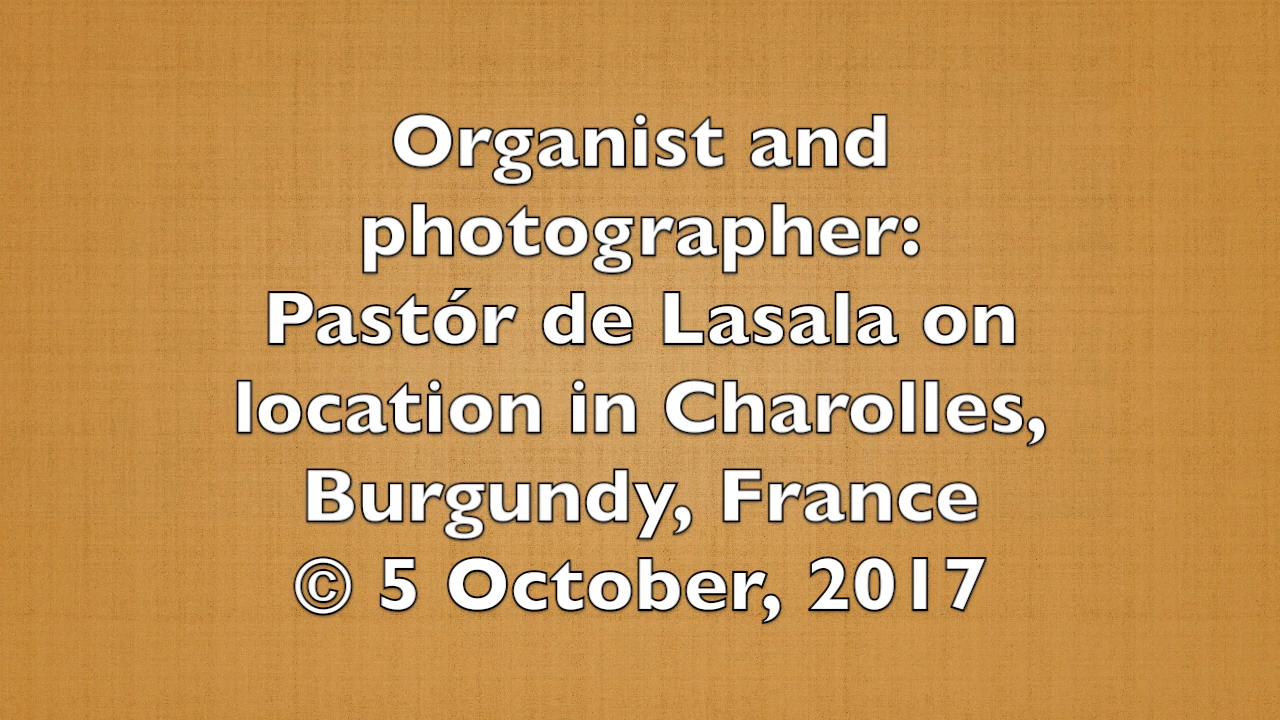 Organist and
photographer:
Pastór de Lasala on
location in Charolles,
Burgundy, France
© 5 October, 2017